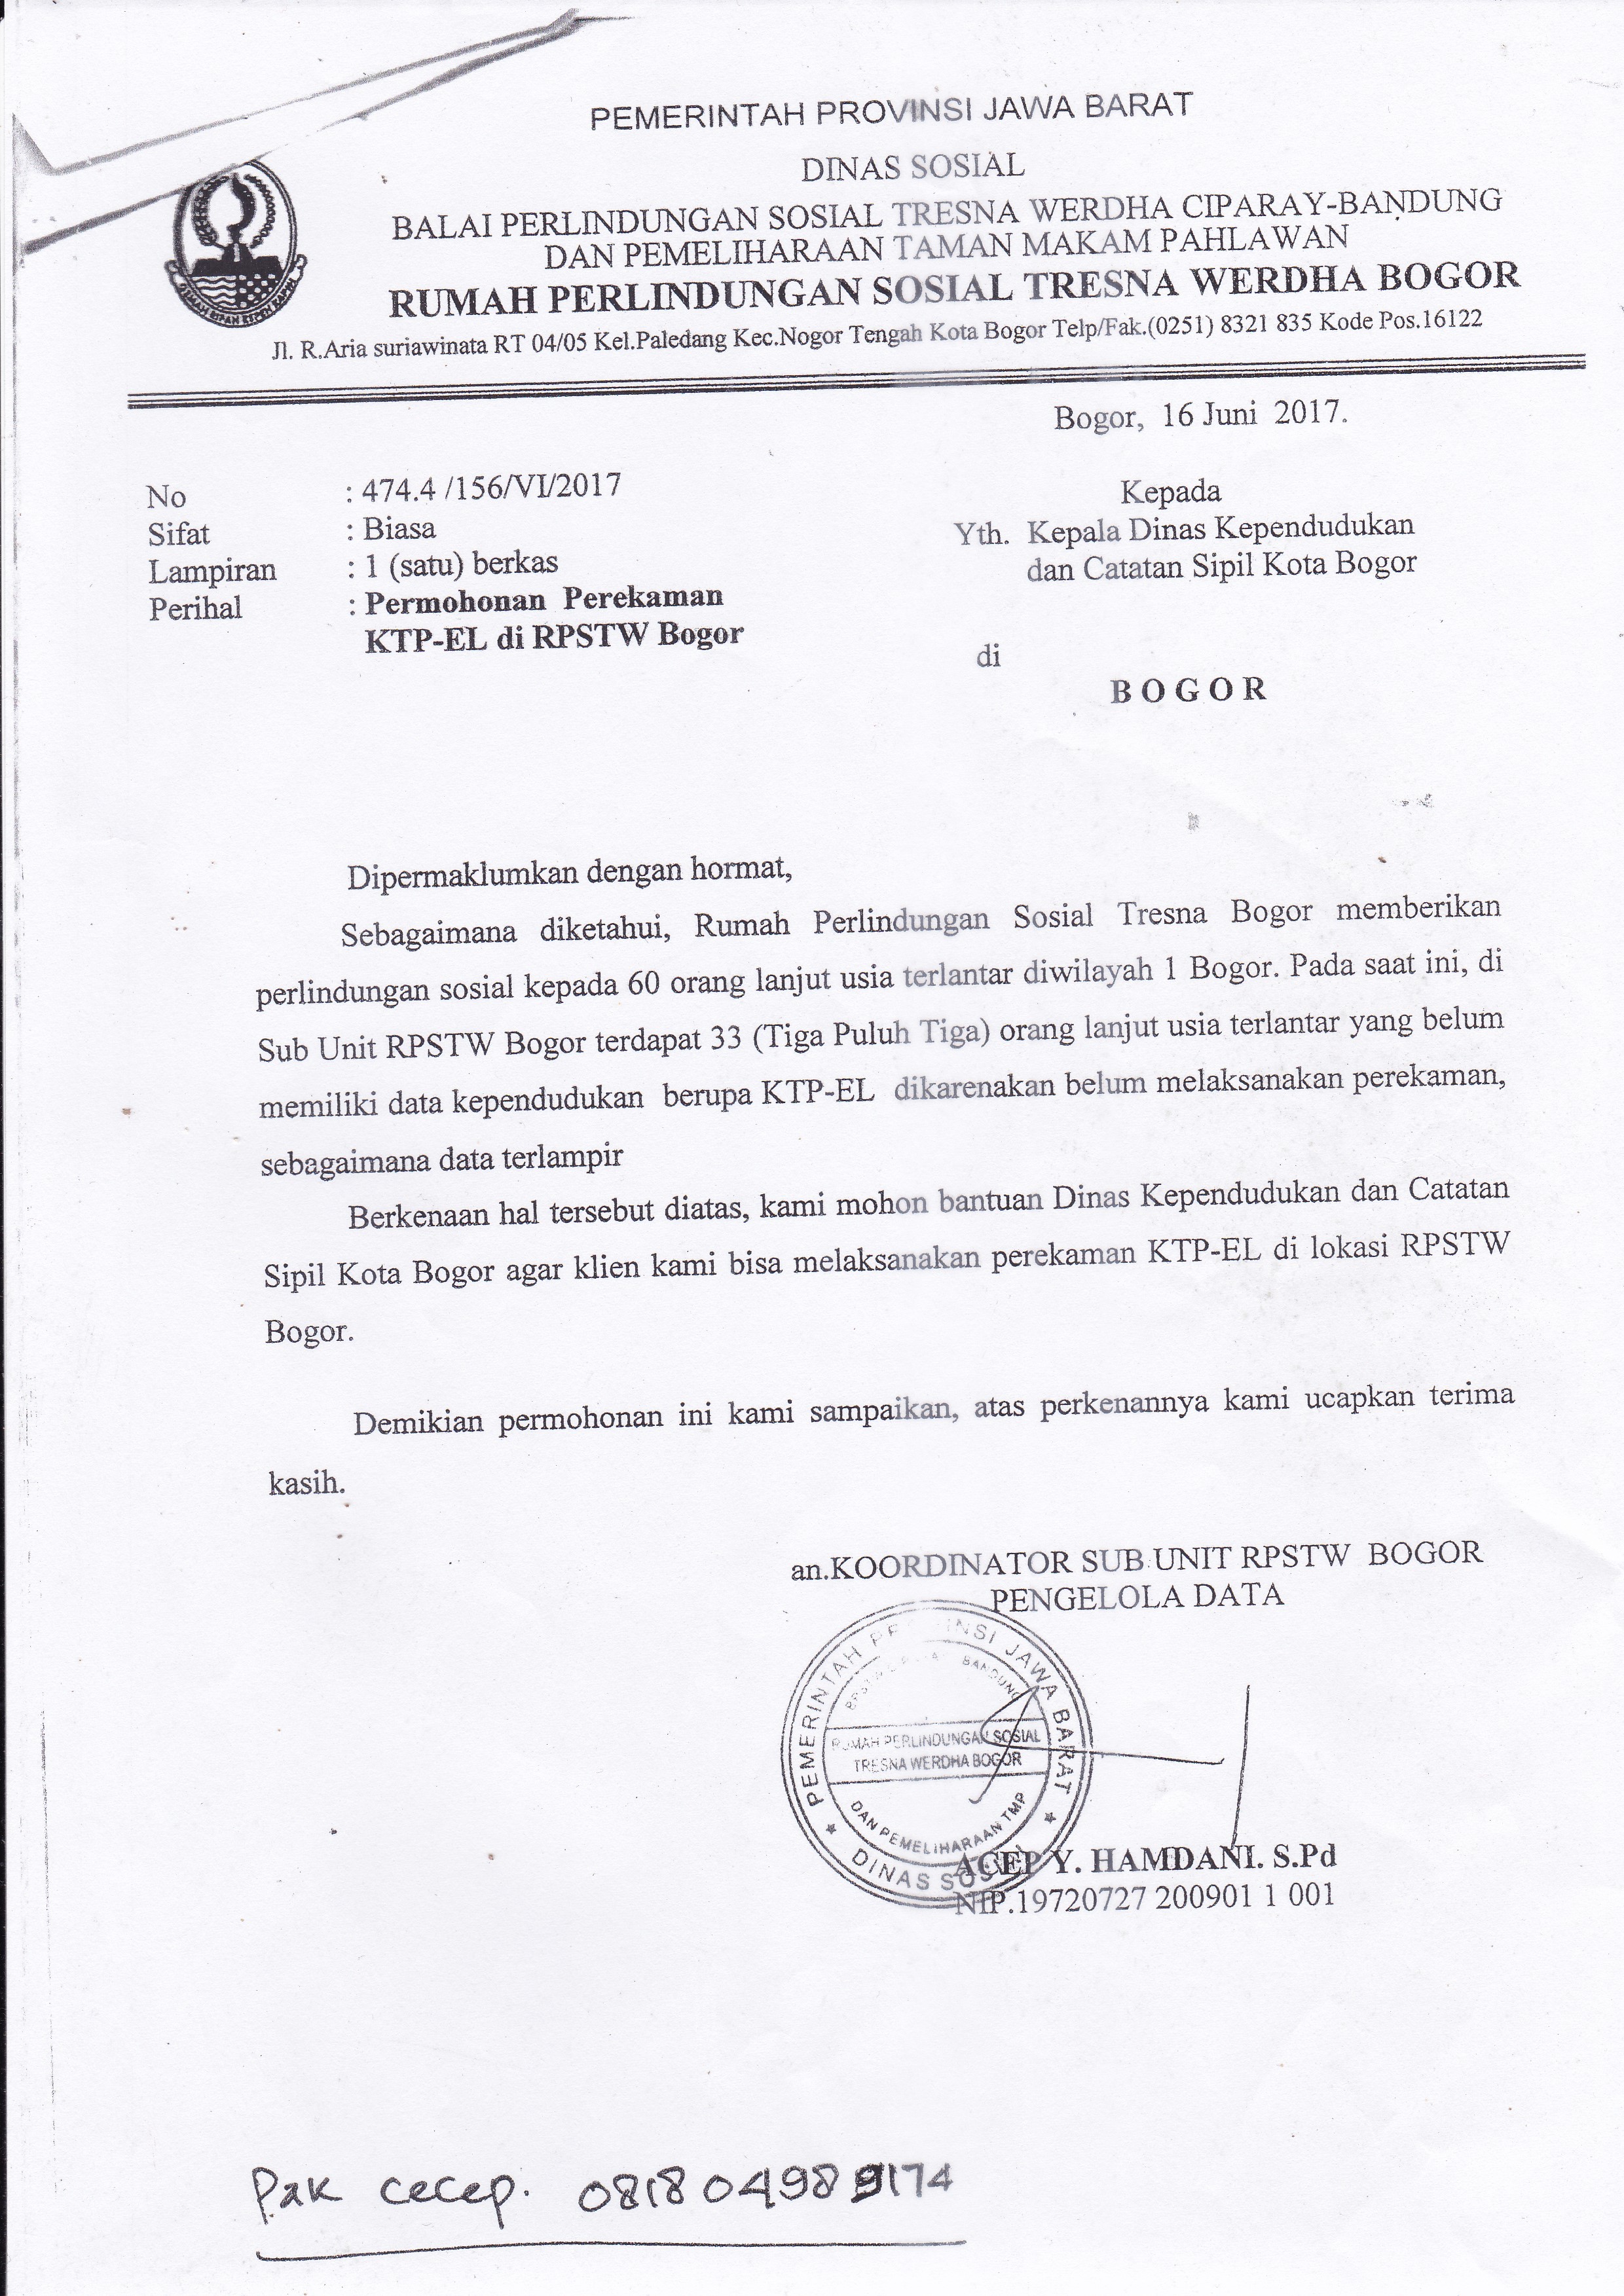 PEMERINTAH PROVINSI JAWA BARAT
DINAS SOSIAL
BALAI PERLINDUNGAN SOSIAL TRESNA WERDHA CIPARAY-BANDUNG
DAN PEMELIHARAAN TAMAN MAKAM PAHLAWAN
RUMAH PERLINDUNGAN SOSIAL TRESNA WERDHA BOGOR
Jl. R.Aria suriawinata RT 04/05 Kel.Paledang Kec.Nogor Tengah Kota Bogor Telp/Fak.(0251) 8321 835 Kode Pos.16122
Bogor, 16 Juni 2017.
No : 474.4 /156/VI/2017
Sifat : Biasa
Lampiran : 1 (satu) berkas
Perihal : Permohonan Perekaman
KTP-EL di RPSTW Bogor
Kepada
Yth. Kepala Dinas Kependudukan
dan Catatan Sipil Kota Bogor
di
B O G O R
Dipermaklumkan dengan hormat,
Sebagaimana diketahui, Rumah Perlindungan Sosial Tresna Bogor memberikan
perlindungan sosial kepada 60 orang lanjut usia terlantar diwilayah 1 Bogor. Pada saat ini, di
Sub Unit RPSTW Bogor terdapat 33 (Tiga Puluh Tiga) orang lanjut usia terlantar yang belum
memiliki data kependudukan berupa KTP-EL dikarenakan belum melaksanakan perekaman,
sebagaimana data terlampir
Berkenaan hal tersebut diatas, kami mohon bantuan Dinas Kependudukan dan Catatan
Sipil Kota Bogor agar klien kami bisa melaksanakan perekaman KTP-EL di lokasi RPSTW
Bogor.
Demikian permohonan ini kami sampaikan, atas perkenannya kami ucapkan terima
kasih.
an.KOORDINATOR SUB UNIT RPSTW BOGOR
PENGELOLA DATA
PEMERINTAH PROVINSI JAWA BARAT
BANDUNG
RUMAH PERLINDUNGAN SOSIAL
TRESNA WERDHA BOGOR
DAN PEMELIHARAAN TMP
DINAS SOSIAL
ACEP Y. HAMDANI. S.Pd
NIP.19720727 200901 1 001
Pak cecep. 081804989174